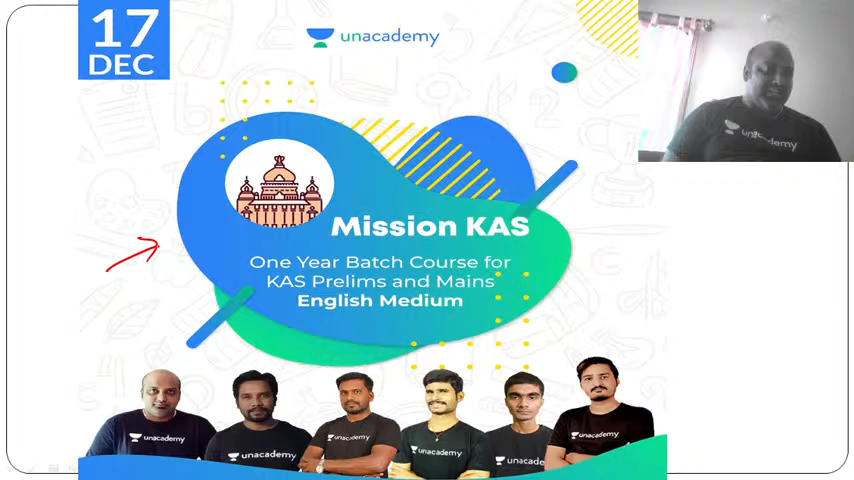 17
DEC
unacademy
unacademy
Mission KAS
One Year Batch Course for
KAS Prelims and Mains
English Medium
unacademy
unacademy
unacademy
unacademy
unacademy
unacademy